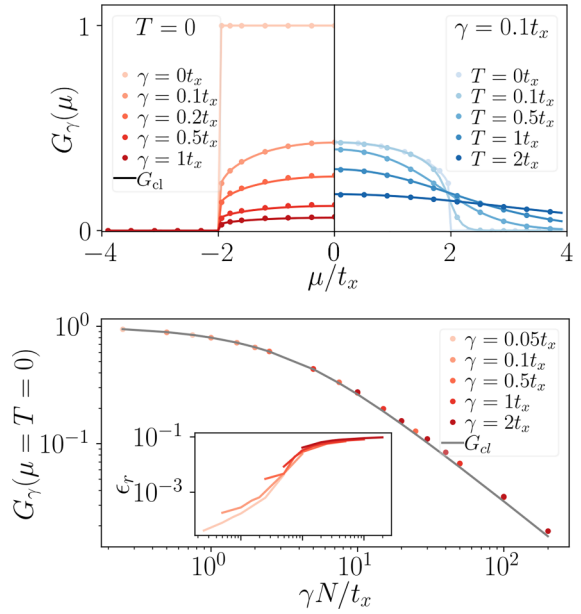 1
0
G_γ(μ)
T = 0
γ = 0t_x
γ = 0.1t_x
γ = 0.2t_x
γ = 0.5t_x
γ = 1t_x
G_cl
γ = 0.1t_x
T = 0t_x
T = 0.1t_x
T = 0.5t_x
T = 1t_x
T = 2t_x
−4 −2 0 2 4
μ/t_x
10^0
10^−1
G_γ(μ = T = 0)
γ = 0.05t_x
γ = 0.1t_x
γ = 0.5t_x
γ = 1t_x
γ = 2t_x
G_cl
10^−1
10^−3
ϵ_r
10^0 10^1 10^2
γN/t_x